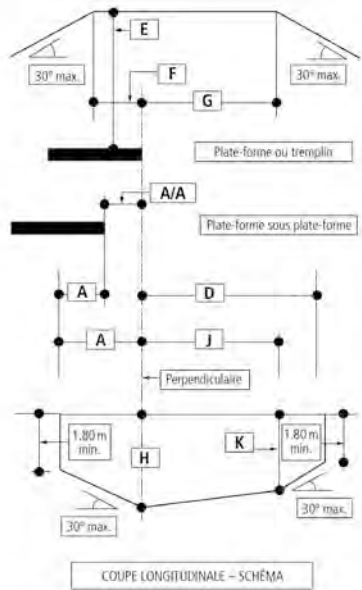 E
30° max.
F
30° max.
G
Plate-forme ou tremplin
A/A
Plate-forme sous plate-forme
A
D
A
J
Perpendiculaire
1.80 m
min.
H
K
1.80 m
min.
30° max.
30° max.
COUPE LONGITUDINALE – SCHÉMA